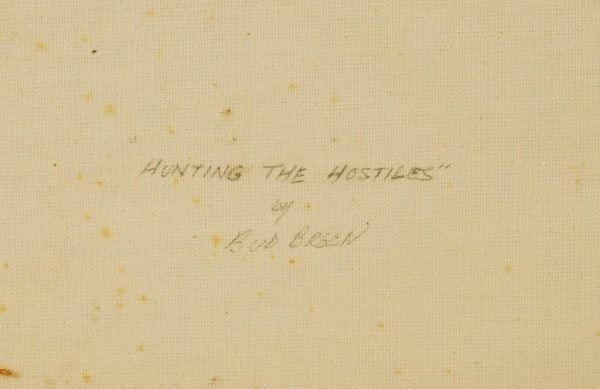 HUNTING THE HOSTILES"
by
BUD BREEN